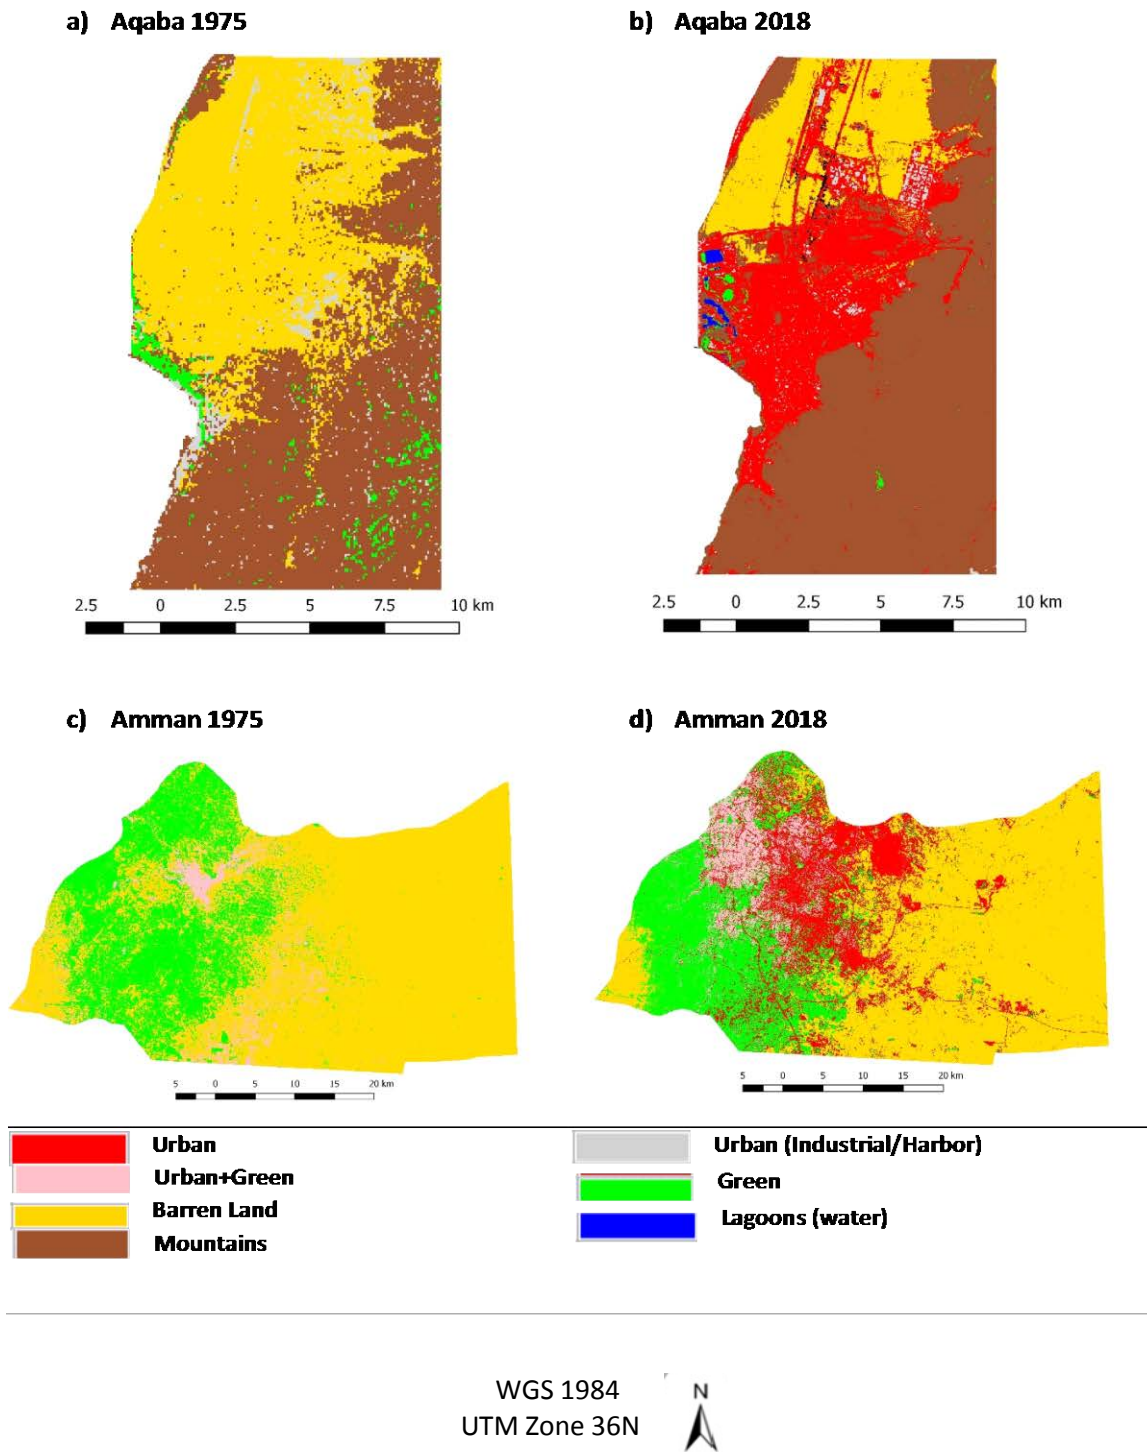 a) Aqaba 1975
b) Aqaba 2018
2.5 0 2.5 5 7.5 10 km
2.5 0 2.5 5 7.5 10 km
c) Amman 1975
d) Amman 2018
5 0 5 10 15 20 km
5 0 5 10 15 20 km
Urban
Urban+Green
Barren Land
Mountains
Urban (Industrial/Harbor)
Green
Lagoons (water)
WGS 1984
UTM Zone 36N
N